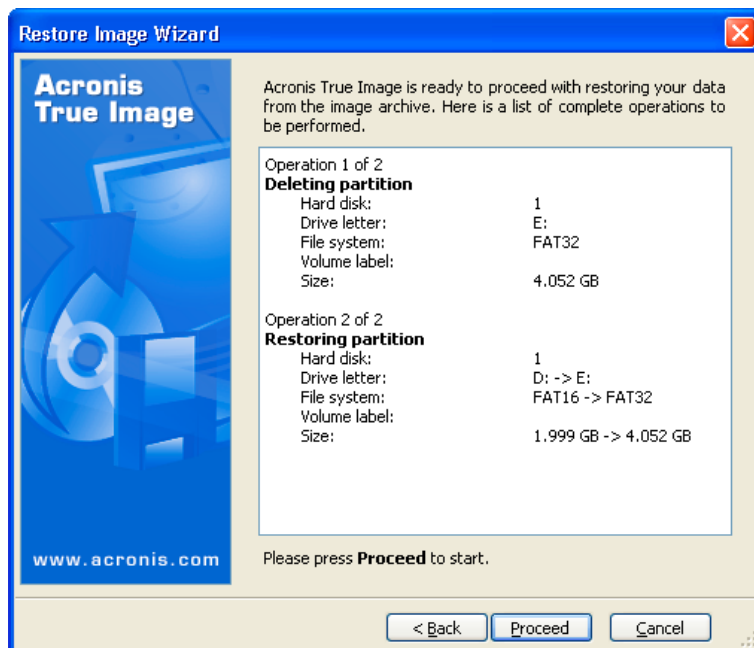 Restore Image Wizard
Acronis
True Image
Acronis True Image is ready to proceed with restoring your data
from the image archive. Here is a list of complete operations to
be performed.
Operation 1 of 2
Deleting partition
Hard disk: 1
Drive letter: E:
File system: FAT32
Volume label:
Size: 4.052 GB
Operation 2 of 2
Restoring partition
Hard disk: 1
Drive letter: D: -> E:
File system: FAT16 -> FAT32
Volume label:
Size: 1.999 GB -> 4.052 GB
www.acronis.com
Please press Proceed to start.
< Back Proceed Cancel